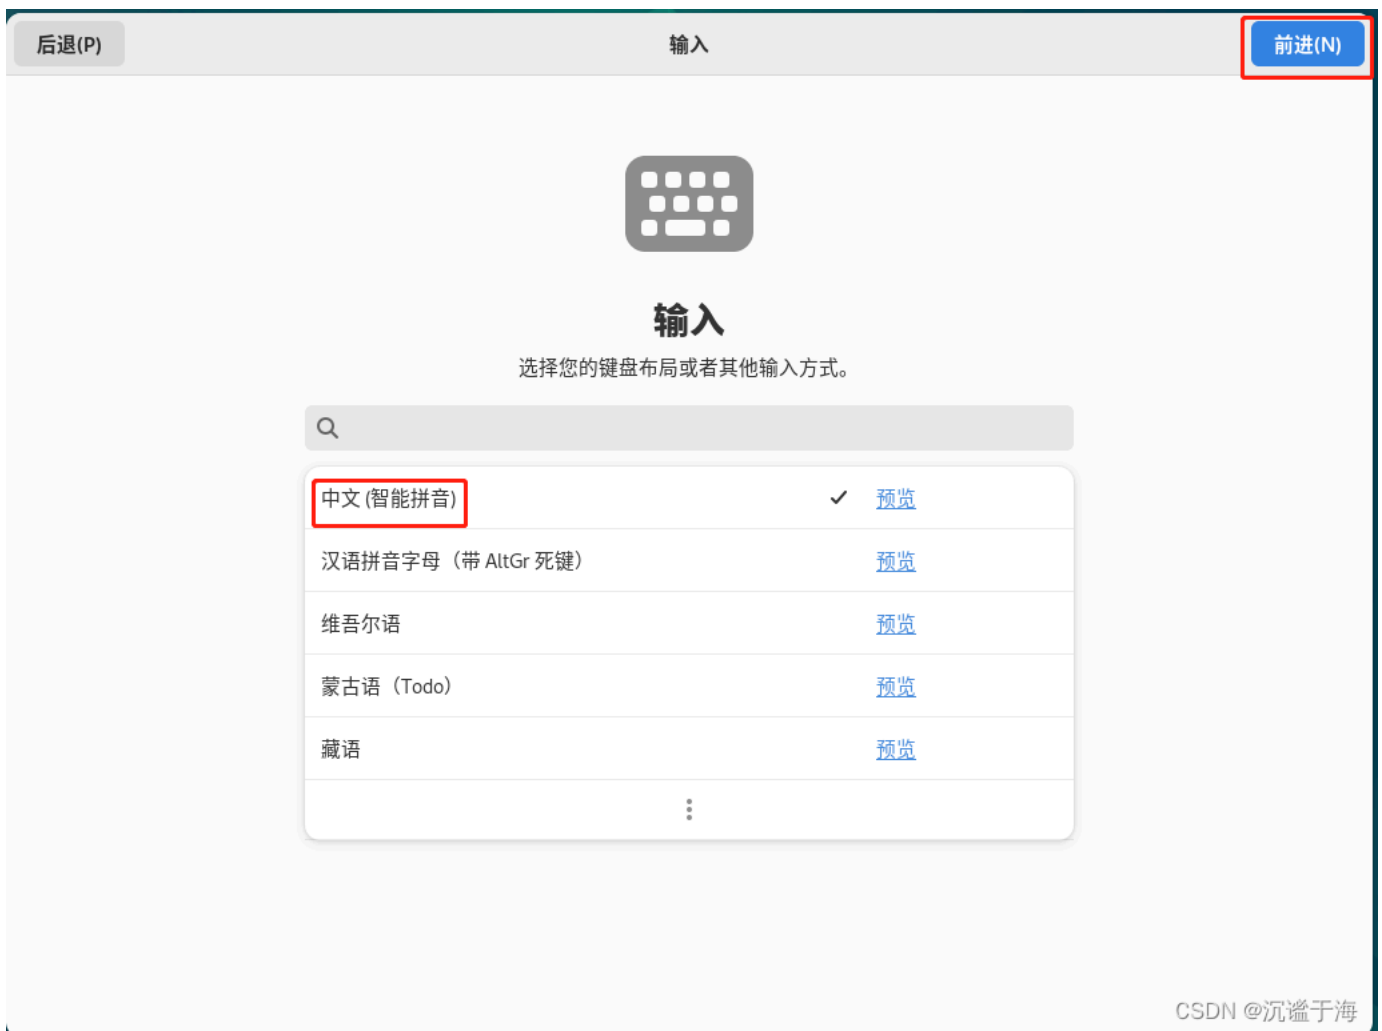 后退(P)
输入
前进(N)
输入
选择您的键盘布局或者其他输入方式。
中文 (智能拼音)
预览
汉语拼音字母（带 AltGr 死键）
预览
维吾尔语
预览
蒙古语（Todo）
预览
藏语
预览
CSDN @沉谧于海